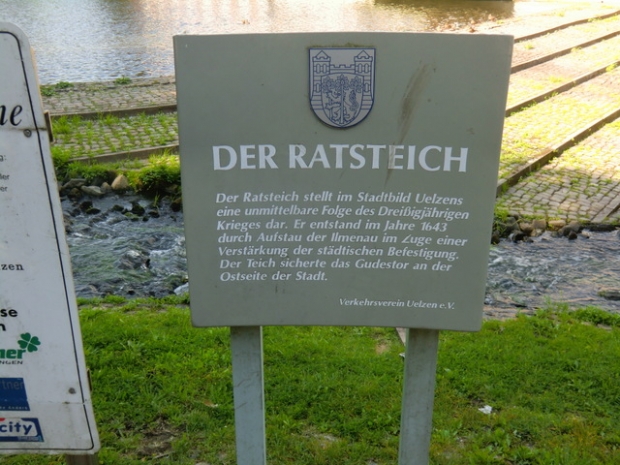 DER RATSTEICH
Der Ratsteich stellt im Stadtbild Uelzens
eine unmittelbare Folge des Dreißigjährigen
Krieges dar. Er entstand im Jahre 1643
durch Aufstau der Ilmenau im Zuge einer
Verstärkung der städtischen Befestigung.
Der Teich sicherte das Gudestor an der
Ostseite der Stadt.
Verkehrsverein Uelzen e.V.
city